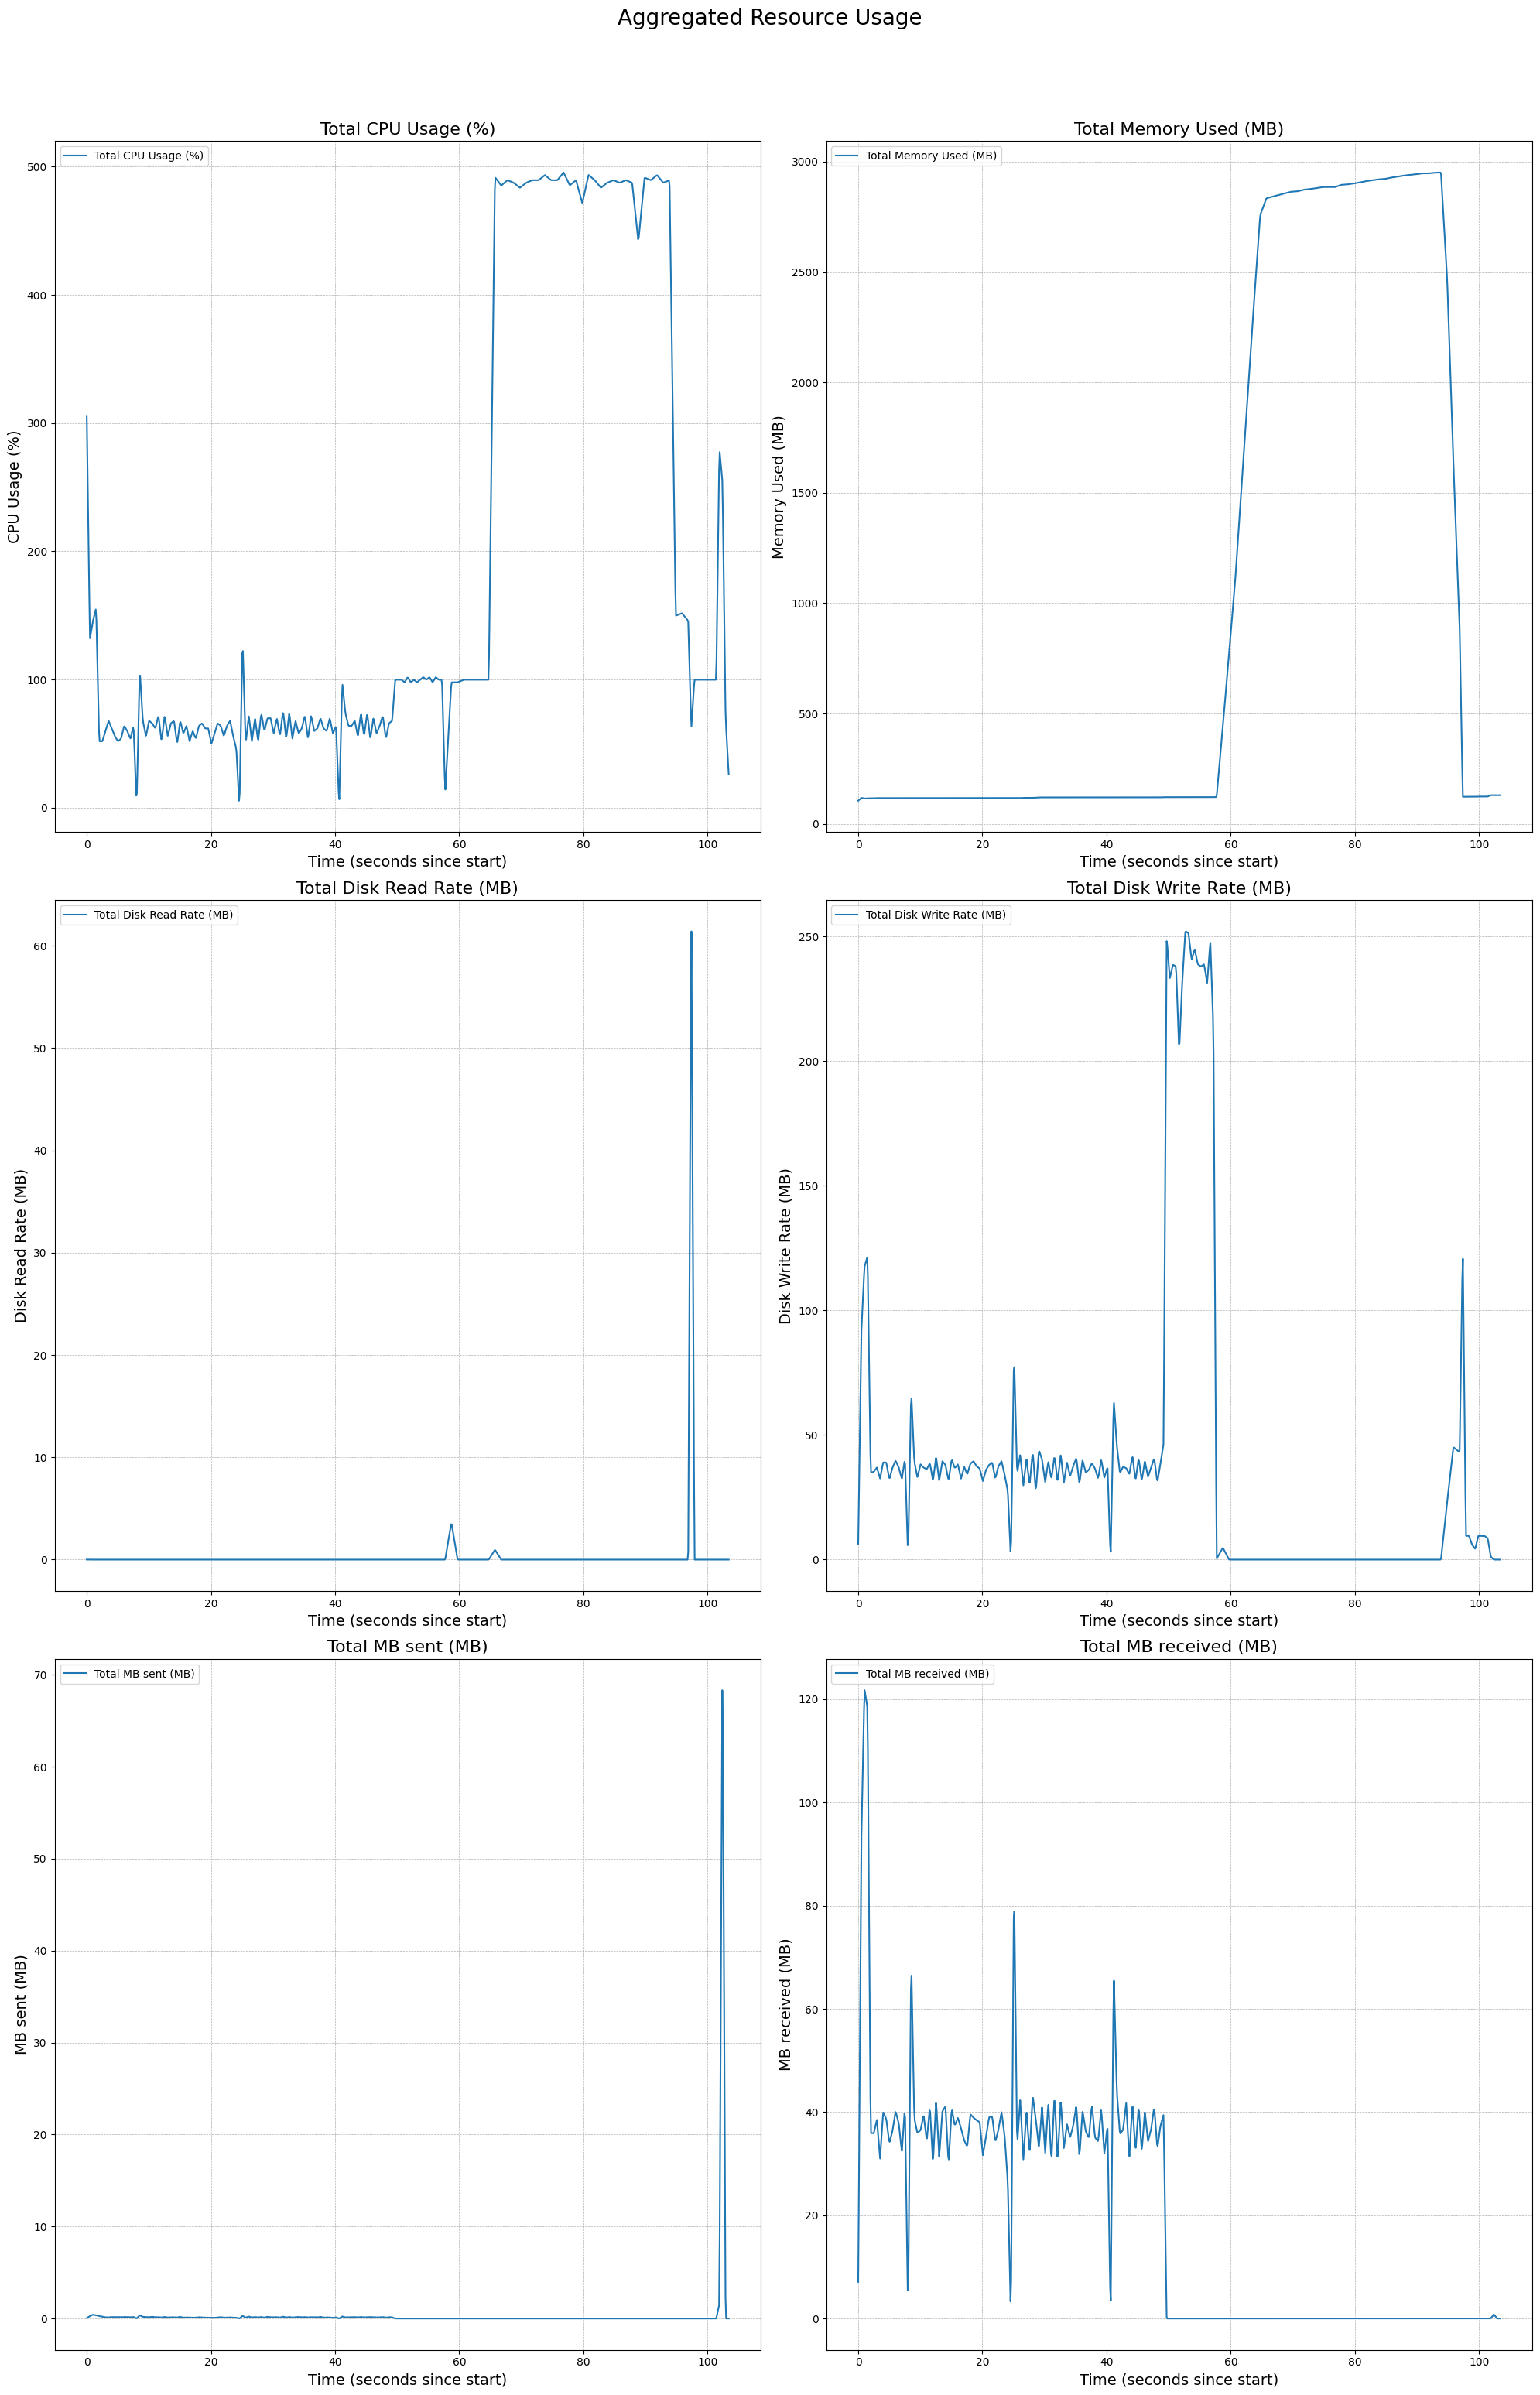 Aggregated Resource Usage
Total CPU Usage (%)
Total CPU Usage (%)
500
400
300
200
100
0
CPU Usage (%)
0 20 40 60 80 100
Time (seconds since start)
Total Memory Used (MB)
Total Memory Used (MB)
3000
2500
2000
1500
1000
500
0
Memory Used (MB)
0 20 40 60 80 100
Time (seconds since start)
Total Disk Read Rate (MB)
Total Disk Read Rate (MB)
60
50
40
30
20
10
0
Disk Read Rate (MB)
0 20 40 60 80 100
Time (seconds since start)
Total Disk Write Rate (MB)
Total Disk Write Rate (MB)
250
200
150
100
50
0
Disk Write Rate (MB)
0 20 40 60 80 100
Time (seconds since start)
Total MB sent (MB)
Total MB sent (MB)
70
60
50
40
30
20
10
0
MB sent (MB)
0 20 40 60 80 100
Time (seconds since start)
Total MB received (MB)
Total MB received (MB)
120
100
80
60
40
20
0
MB received (MB)
0 20 40 60 80 100
Time (seconds since start)